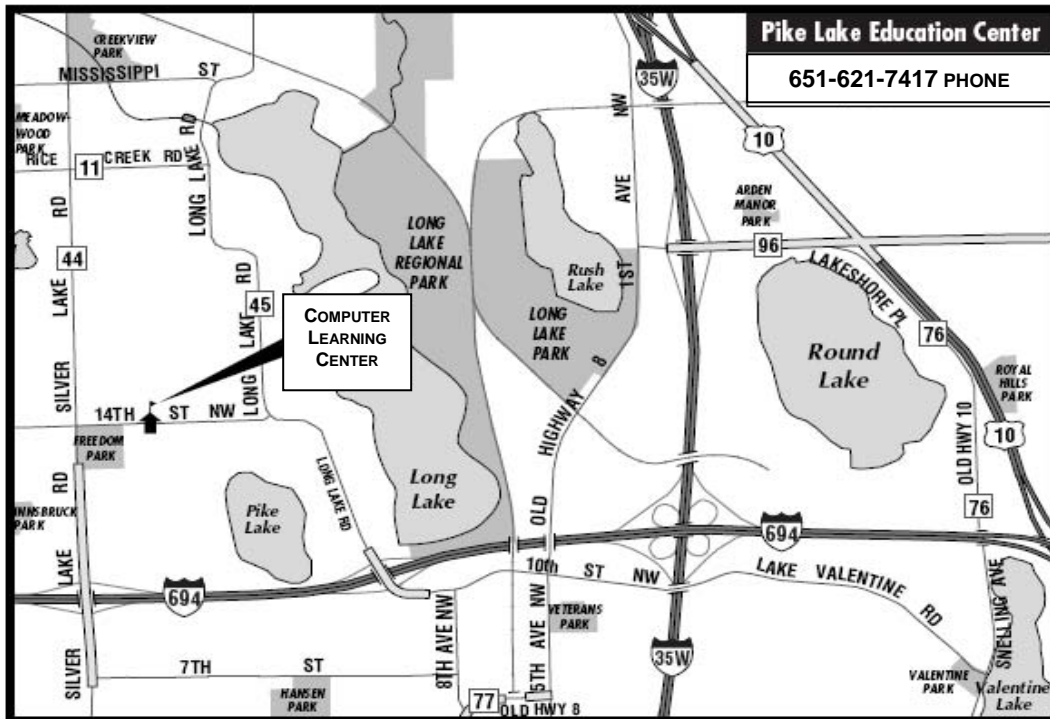 Pike Lake Education Center
651-621-7417 PHONE
CREEKVIEW
PARK
MISSISSIPPI ST
MEADOW-
WOOD
PARK
RICE CREEK RD
11
LONG LAKE RD
SILVER LAKE RD
44
LONG LAKE RD
45
LONG
LAKE
REGIONAL
PARK
35W
10
1ST AVE NW
ARDEN
MANOR
PARK
96
Rush
Lake
LONG
LAKE
PARK
LAKESHORE PL
76
Round
Lake
ROYAL
HILLS
PARK
COMPUTER
LEARNING
CENTER
14TH ST NW
FREEDOM
PARK
OLD HIGHWAY 8
OLD HWY 10
10
76
LONG LAKE RD
Long
Lake
Pike
Lake
INNSBRUCK
PARK
SILVER LAKE RD
694
694
10th ST NW
LAKE VALENTINE RD
SNELLING AVE
8TH AVE NW
5TH AVE NW
VETERANS
PARK
35W
7TH ST
HANSEN
PARK
77
OLD HWY 8
VALENTINE
PARK
Valentine
Lake